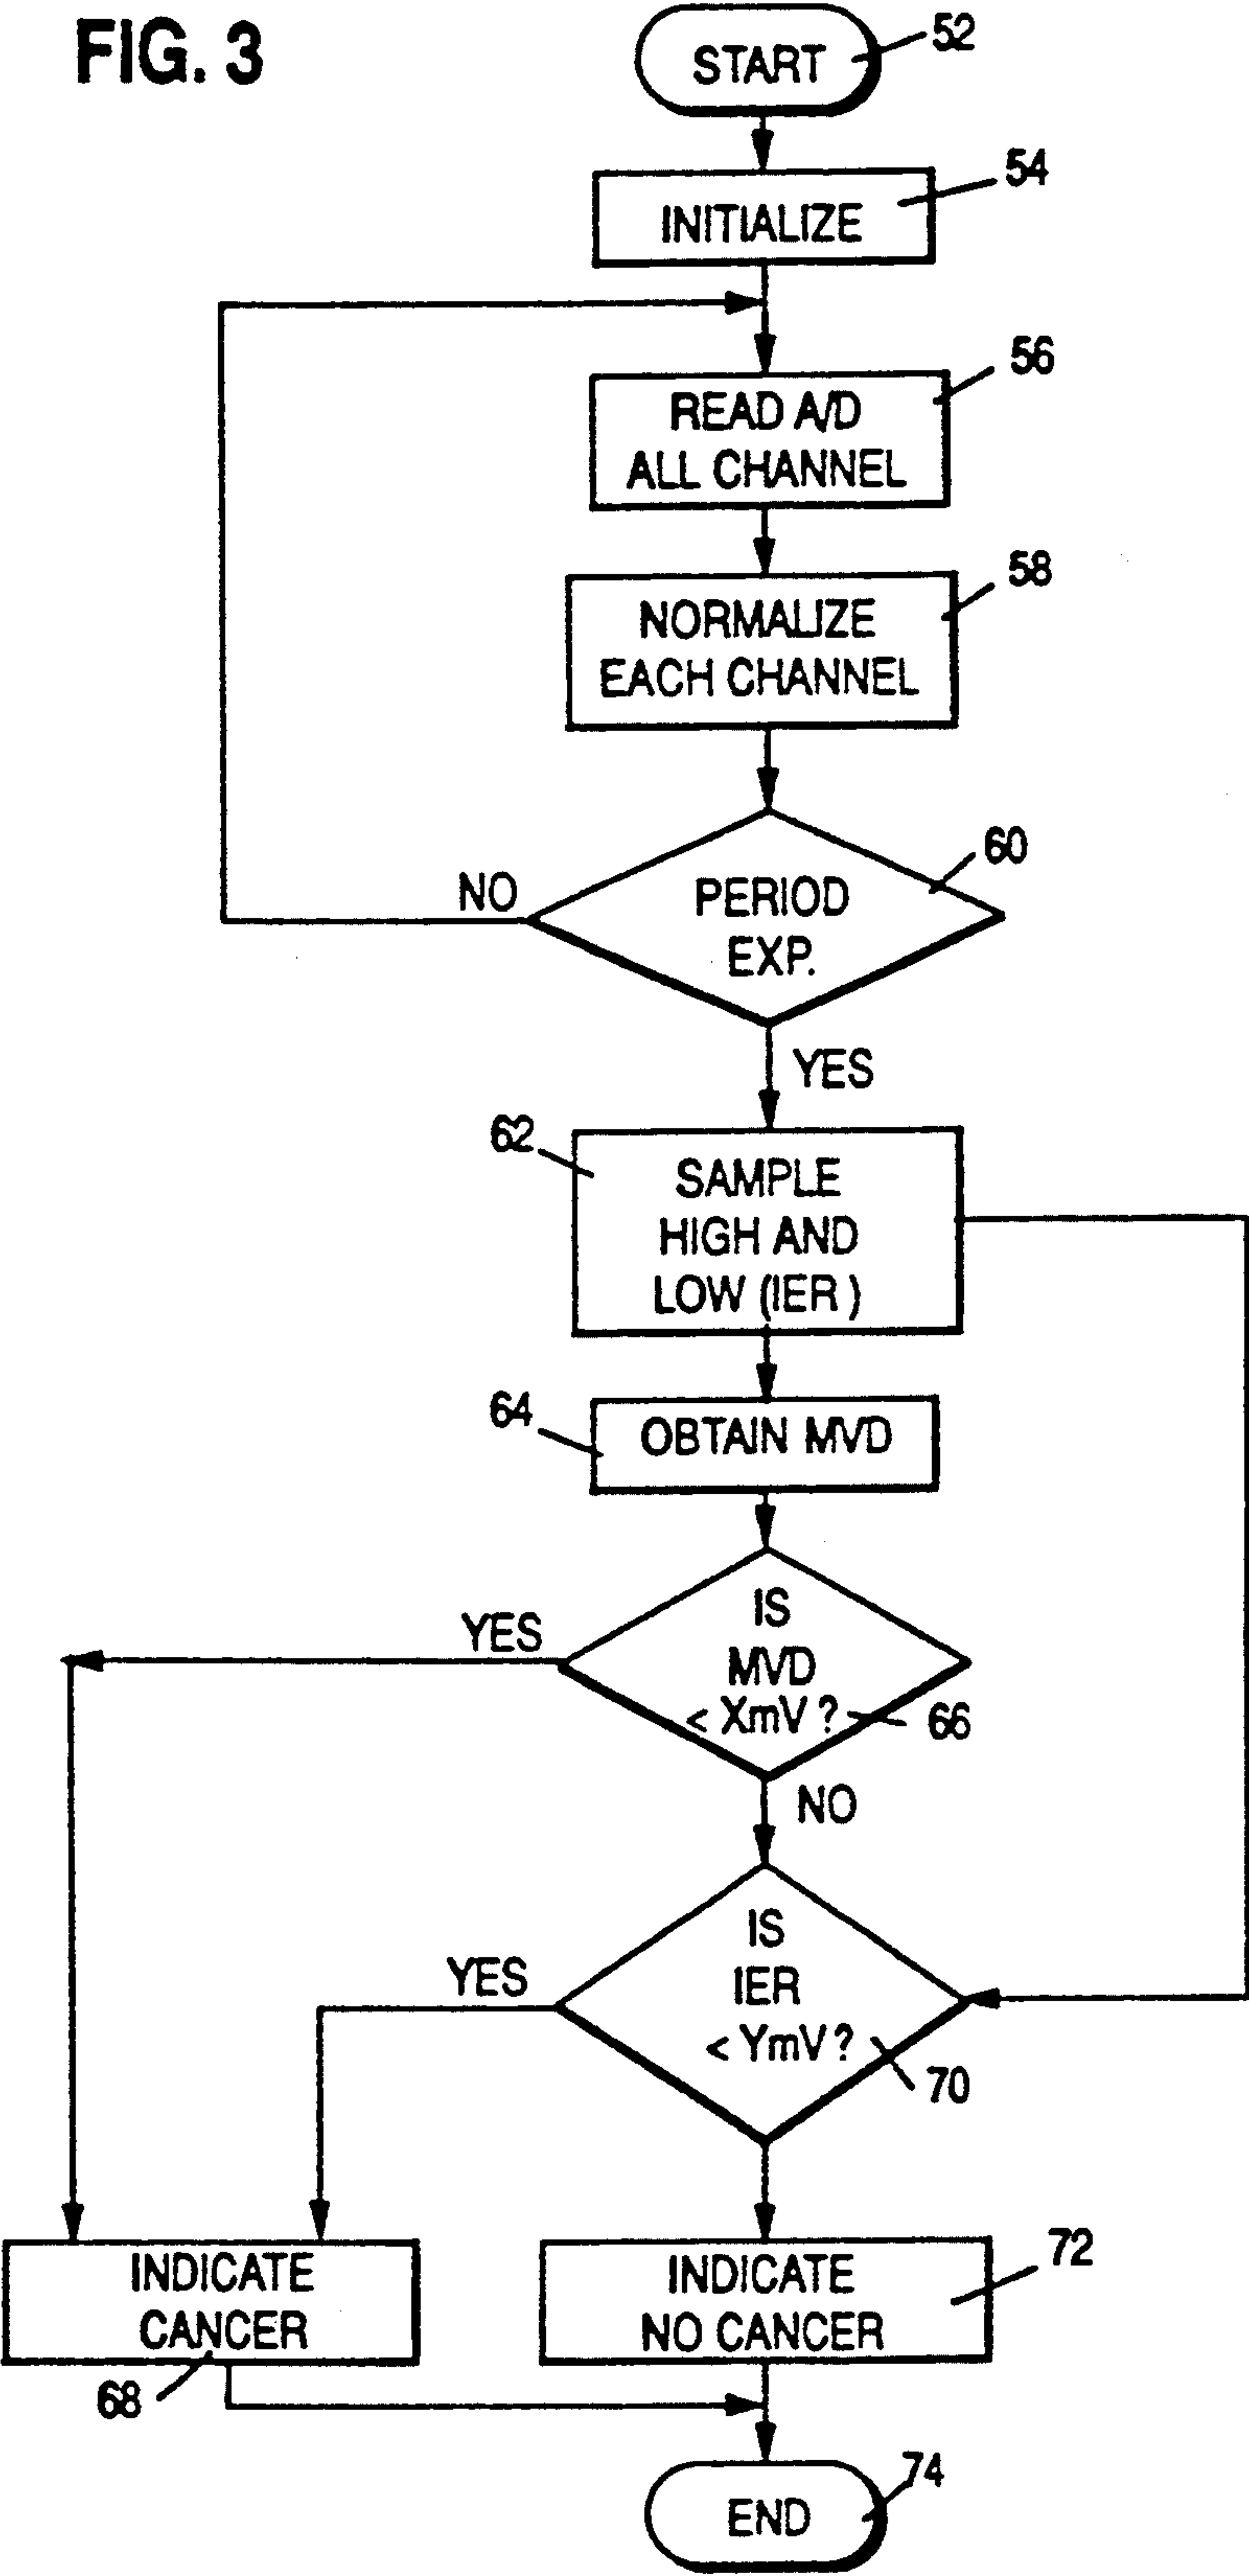 FIG. 3
START
52
INITIALIZE
54
READ A/D
ALL CHANNEL
56
NORMALIZE
EACH CHANNEL
58
PERIOD
EXP.
60
NO
YES
62
SAMPLE
HIGH AND
LOW (IER)
64
OBTAIN MVD
IS
MVD
< XmV ?
66
YES
NO
IS
IER
< YmV ?
70
YES
INDICATE
CANCER
68
INDICATE
NO CANCER
72
END
74